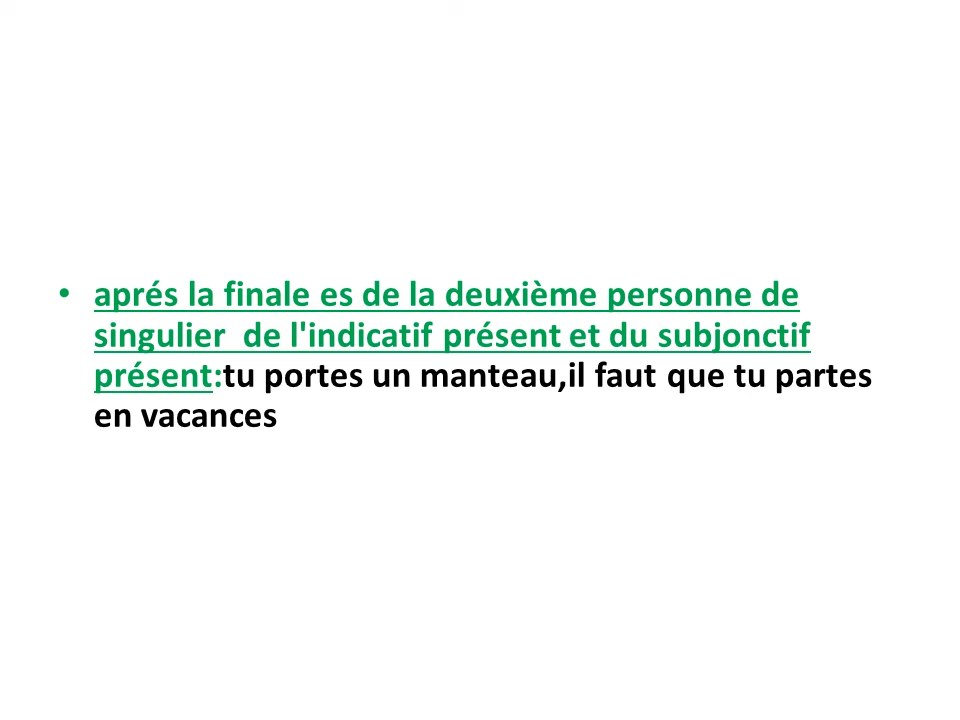 • aprés la finale es de la deuxième personne de
singulier  de l'indicatif présent et du subjonctif
présent:tu portes un manteau,il faut que tu partes
en vacances